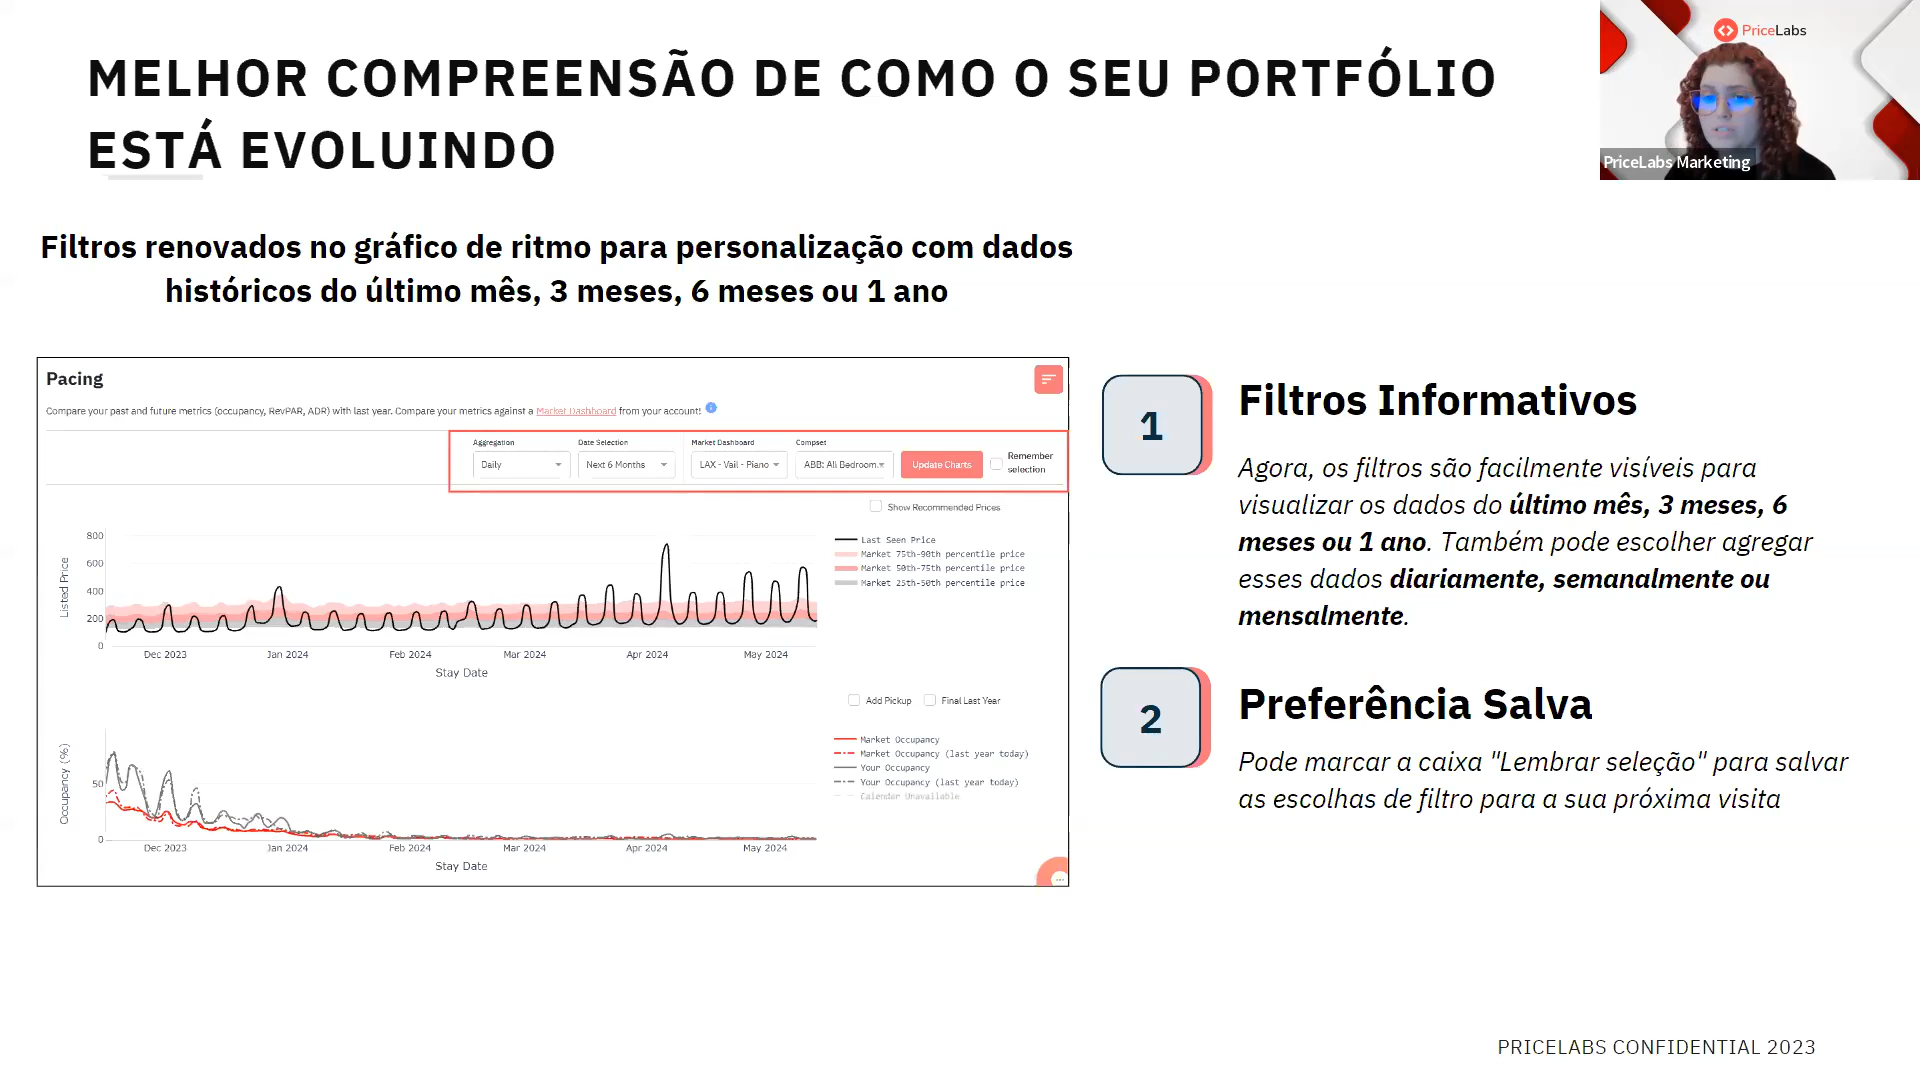 MELHOR COMPREENSÃO DE COMO O SEU PORTFÓLIO
ESTÁ EVOLUINDO
PriceLabs
PriceLabs Marketing
Filtros renovados no gráfico de ritmo para personalização com dados
históricos do último mês, 3 meses, 6 meses ou 1 ano
Pacing
Compare your past and future metrics (occupancy, RevPAR, ADR) with last year. Compare your metrics against a Market Dashboard from your account!
Aggregation Date Selection Market Dashboard Compset
Daily Next 6 Months LAX - Vail - Piano ABB: All Bedroom. Update Charts Remember
selection
Show Recommended Prices
Listed Price
800
600
400
200
0
Last Seen Price
Market 75th-90th percentile price
Market 50th-75th percentile price
Market 25th-50th percentile price
Dec 2023 Jan 2024 Feb 2024 Mar 2024 Apr 2024 May 2024
Stay Date
Add Pickup Final Last Year
Occupancy (%)
50
0
Market Occupancy
Market Occupancy (last year today)
Your Occupancy
Your Occupancy (last year today)
Calendar Unavailable
Dec 2023 Jan 2024 Feb 2024 Mar 2024 Apr 2024 May 2024
Stay Date
1
Filtros Informativos
Agora, os filtros são facilmente visíveis para
visualizar os dados do último mês, 3 meses, 6
meses ou 1 ano. Também pode escolher agregar
esses dados diariamente, semanalmente ou
mensalmente.
2
Preferência Salva
Pode marcar a caixa "Lembrar seleção" para salvar
as escolhas de filtro para a sua próxima visita
PRICELABS CONFIDENTIAL 2023